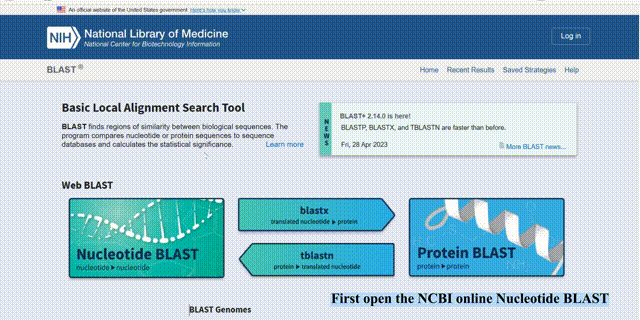 An official website of the United States government Here's how you know
NIH National Library of Medicine
National Center for Biotechnology Information
Log in
BLAST ®
Home Recent Results Saved Strategies Help
Basic Local Alignment Search Tool
BLAST finds regions of similarity between biological sequences. The
program compares nucleotide or protein sequences to sequence
databases and calculates the statistical significance. Learn more
NEWS
BLAST+ 2.14.0 is here!
BLASTP, BLASTX, and TBLASTN are faster than before.
Fri, 28 Apr 2023
More BLAST news...
Web BLAST
Nucleotide BLAST
nucleotide ▶ nucleotide
blastx
translated nucleotide ▶ protein
tblastn
protein ▶ translated nucleotide
Protein BLAST
protein ▶ protein
First open the NCBI online Nucleotide BLAST
BLAST Genomes